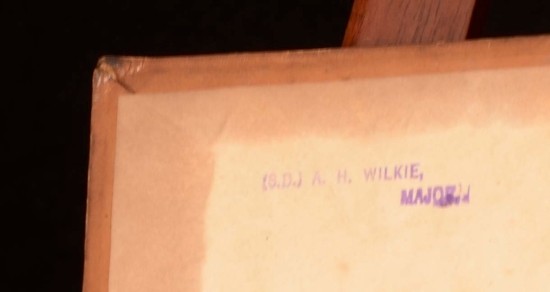 (S.D.) A. H. WILKIE,
MAJOR.